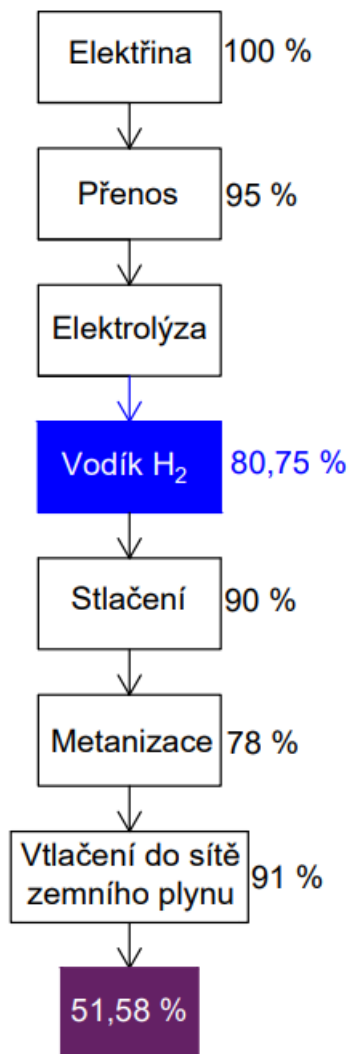 Elektřina 100 %
Přenos 95 %
Elektrolýza
Vodík H₂ 80,75 %
Stlačení 90 %
Metanizace 78 %
Vtlačení do sítě
zemního plynu 91 %
51,58 %